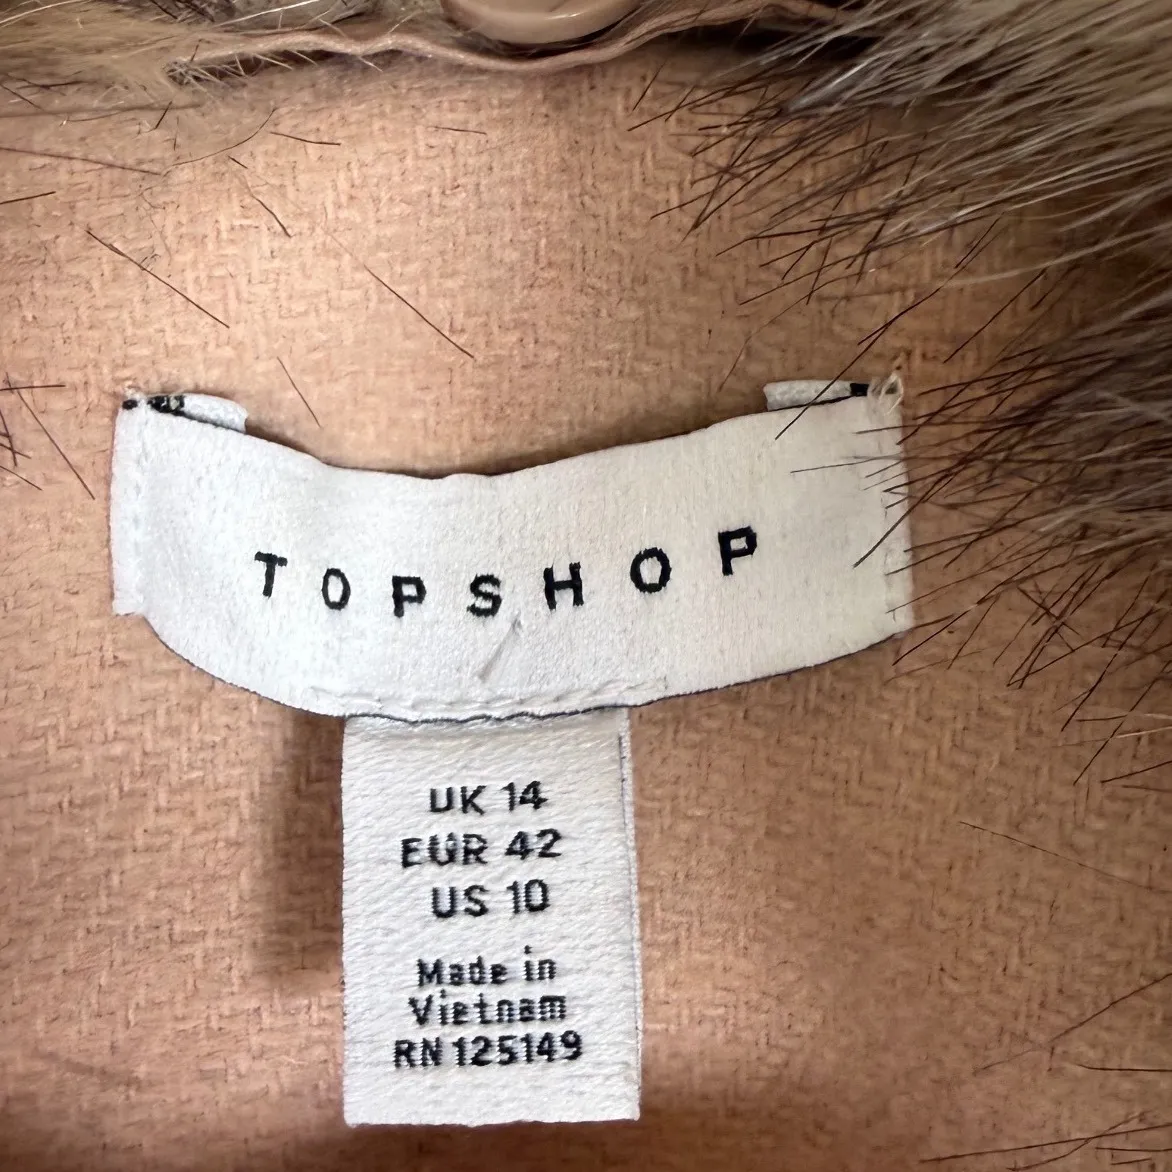 TOPSHOP
UK 14
EUR 42
US 10
Made in
Vietnam
RN 125149